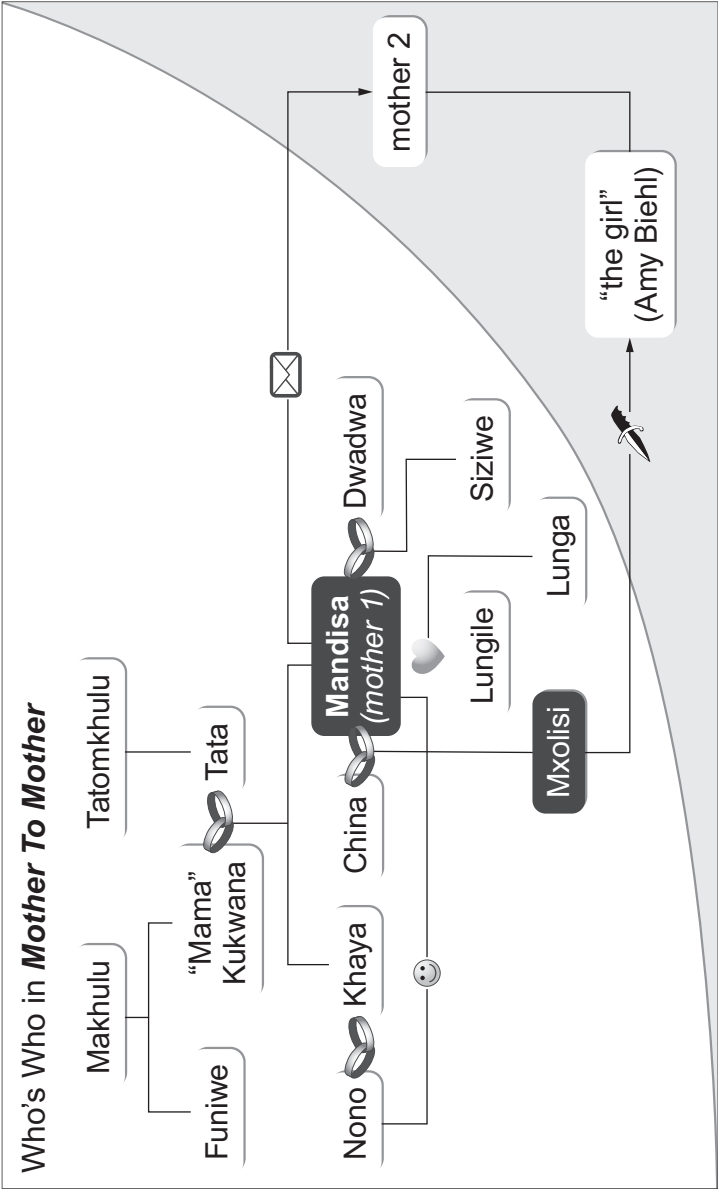 Who's Who in Mother To Mother
Makhulu
Tatomkhulu
Funiwe
“Mama”
Kukwana
Tata
Nono
Khaya
China
Mandisa
(mother 1)
Dwadwa
mother 2
Lungile
Siziwe
Mxolisi
Lunga
“the girl”
(Amy Biehl)